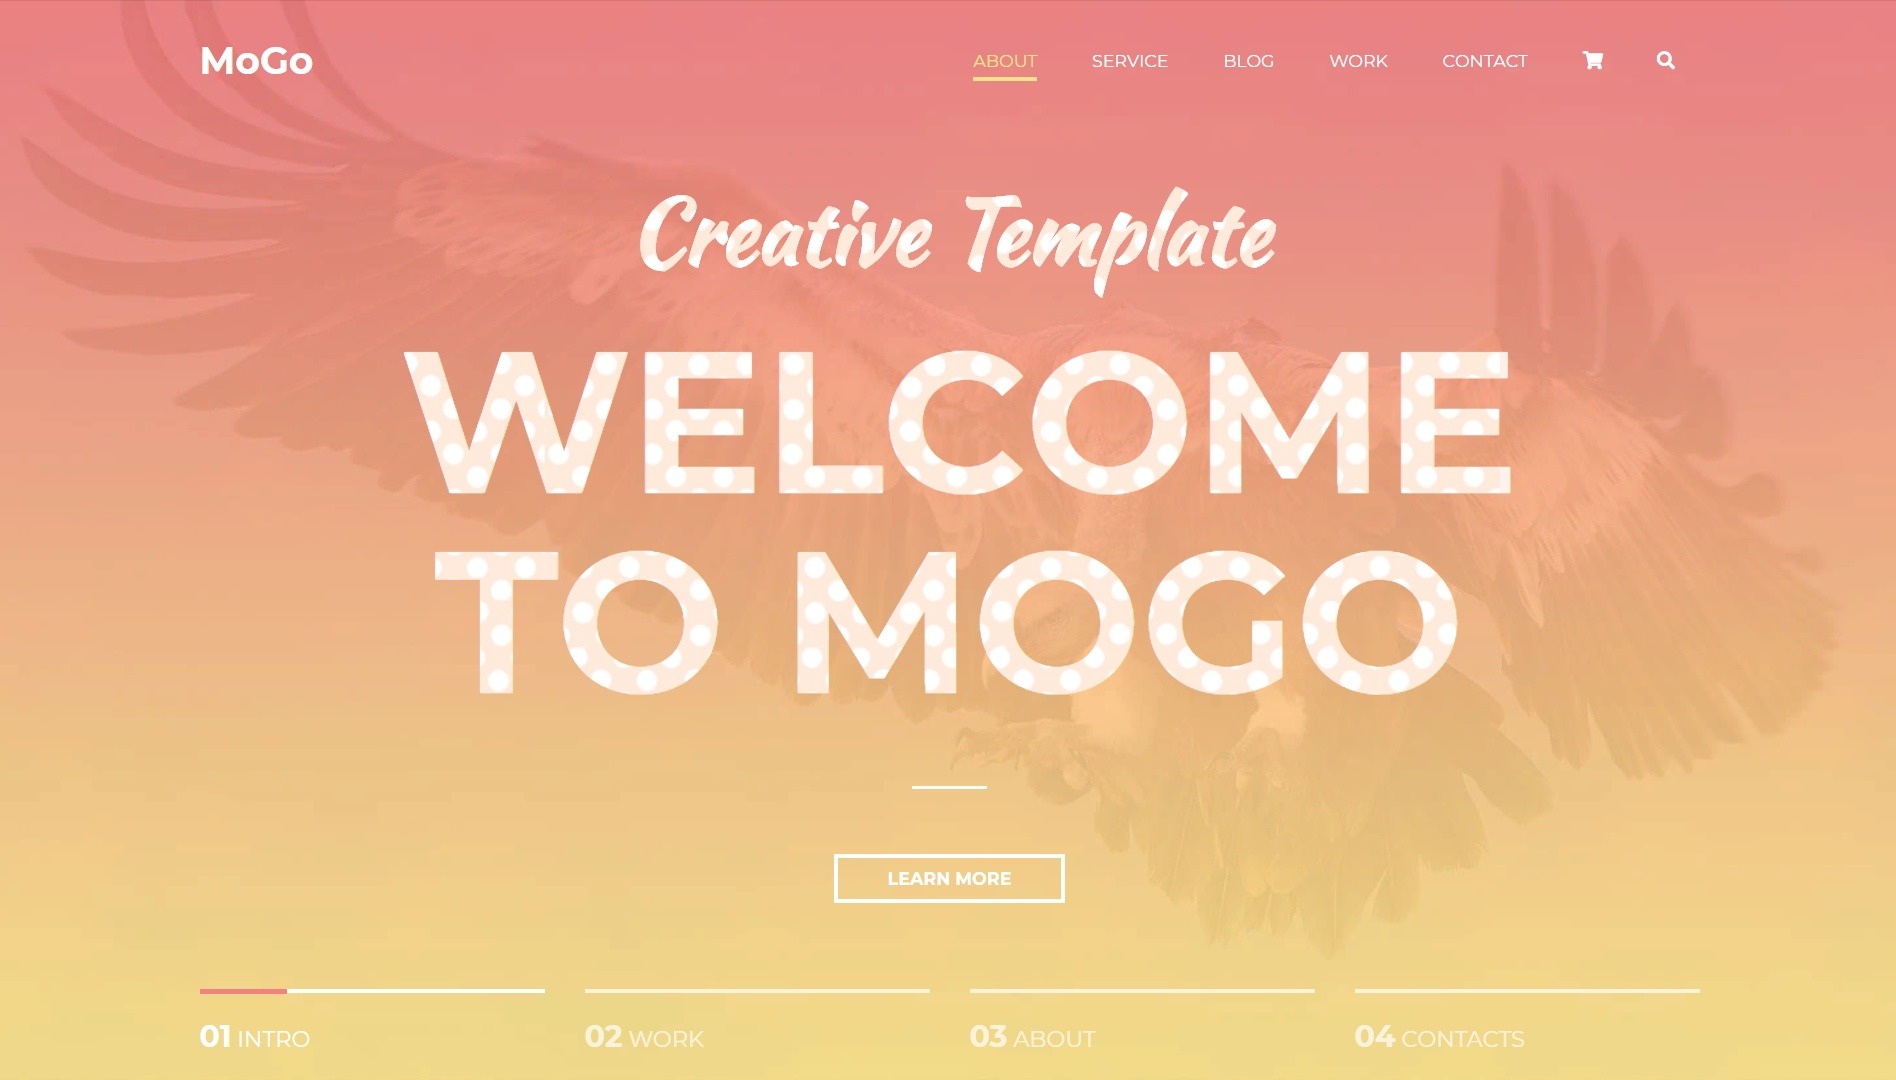 MoGo
ABOUT SERVICE BLOG WORK CONTACT
Creative Template
WELCOME
TO MOGO
LEARN MORE
01 INTRO
02 WORK
03 ABOUT
04 CONTACTS